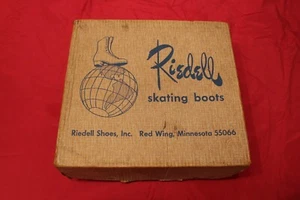 Riedell
skating boots
Riedell Shoes, Inc. Red Wing, Minnesota 55066